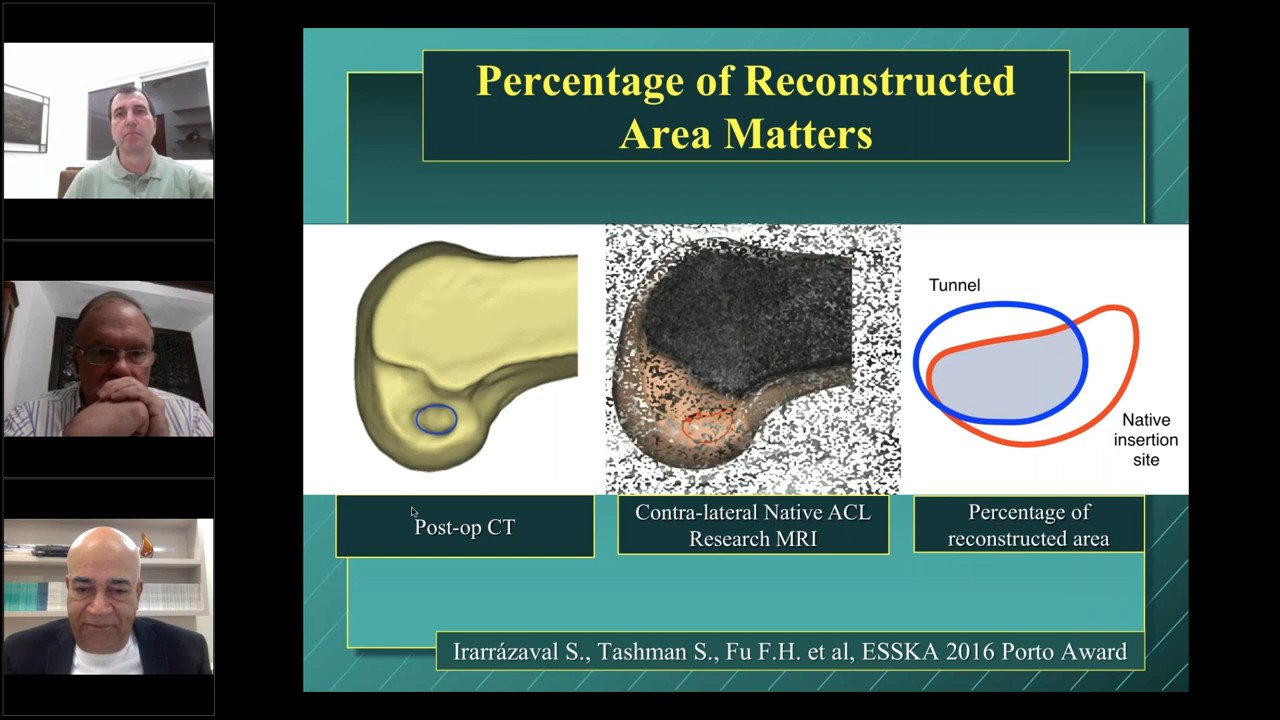 Percentage of Reconstructed
Area Matters
Tunnel
Native
insertion
site
Post-op CT
Contra-lateral Native ACL
Research MRI
Percentage of
reconstructed area
Irarrázaval S., Tashman S., Fu F.H. et al, ESSKA 2016 Porto Award